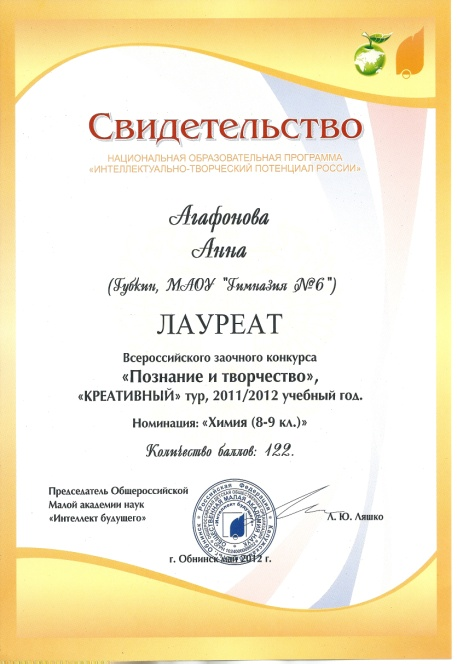 Свидетельство
НАЦИОНАЛЬНАЯ ОБРАЗОВАТЕЛЬНАЯ ПРОГРАММА
«ИНТЕЛЛЕКТУАЛЬНО-ТВОРЧЕСКИЙ ПОТЕНЦИАЛ РОССИИ»
Агафонова
Анна
(Губкин, МАОУ "Гимназия №6")
ЛАУРЕАТ
Всероссийского заочного конкурса
«Познание и творчество»,
«КРЕАТИВНЫЙ» тур, 2011/2012 учебный год.
Номинация: «Химия (8-9 кл.)»
Количество баллов: 122.
Председатель Общероссийской
Малой академии наук
«Интеллект будущего»
Л. Ю. Ляшко
г. Обнинск май 2012 г.